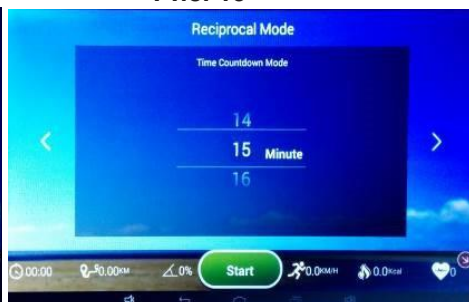 Reciprocal Mode
Time Countdown Mode
14
15 Minute
16
00:00 0.00KM 0% Start 0.0KM/H 0.0Kcal 0